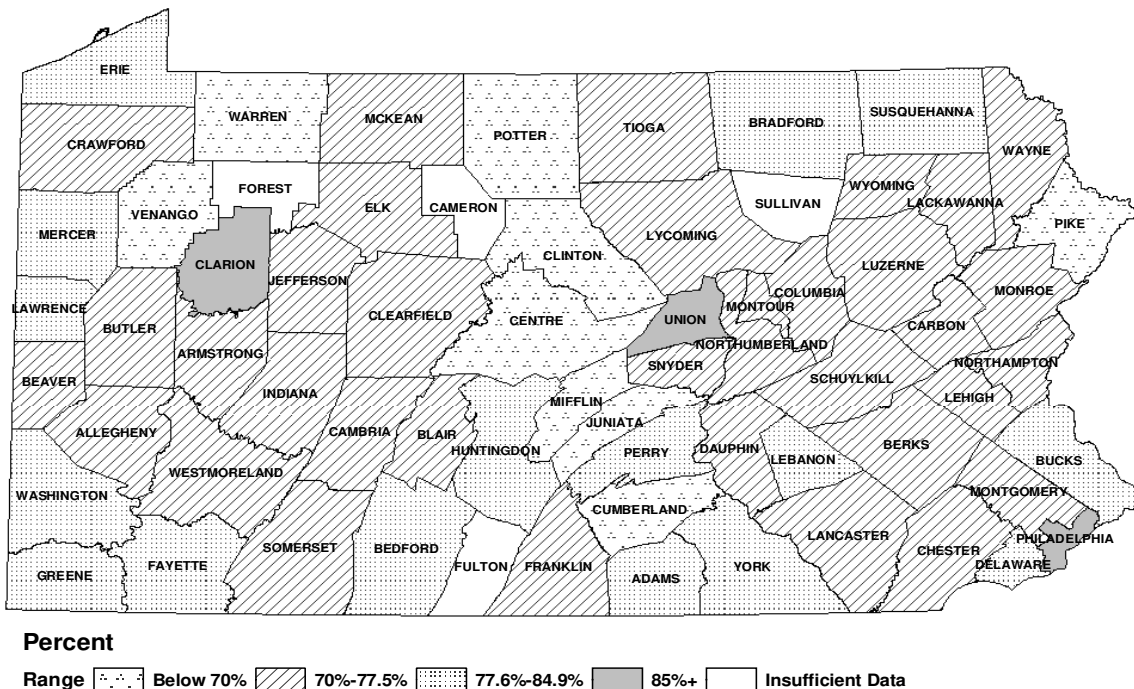 ERIE
WARREN
MCKEAN
POTTER
TIOGA
BRADFORD
SUSQUEHANNA
CRAWFORD
WAYNE
FOREST
WYOMING
VENANGO
ELK
CAMERON
SULLIVAN
LACKAWANNA
PIKE
MERCER
LYCOMING
CLARION
CLINTON
LUZERNE
JEFFERSON
COLUMBIA
MONROE
LAWRENCE
CLEARFIELD
CENTRE
UNION
MONTOUR
BUTLER
CARBON
ARMSTRONG
NORTHUMBERLAND
SNYDER
NORTHAMPTON
BEAVER
SCHUYLKILL
INDIANA
LEHIGH
MIFFLIN
ALLEGHENY
CAMBRIA
BLAIR
JUNIATA
HUNTINGDON
PERRY
DAUPHIN
LEBANON
BERKS
BUCKS
WESTMORELAND
WASHINGTON
MONTGOMERY
CUMBERLAND
LANCASTER
PHILADELPHIA
SOMERSET
BEDFORD
CHESTER
GREENE
FAYETTE
FULTON
FRANKLIN
ADAMS
YORK
DELAWARE
Percent
Range Below 70% 70%-77.5% 77.6%-84.9% 85%+ Insufficient Data